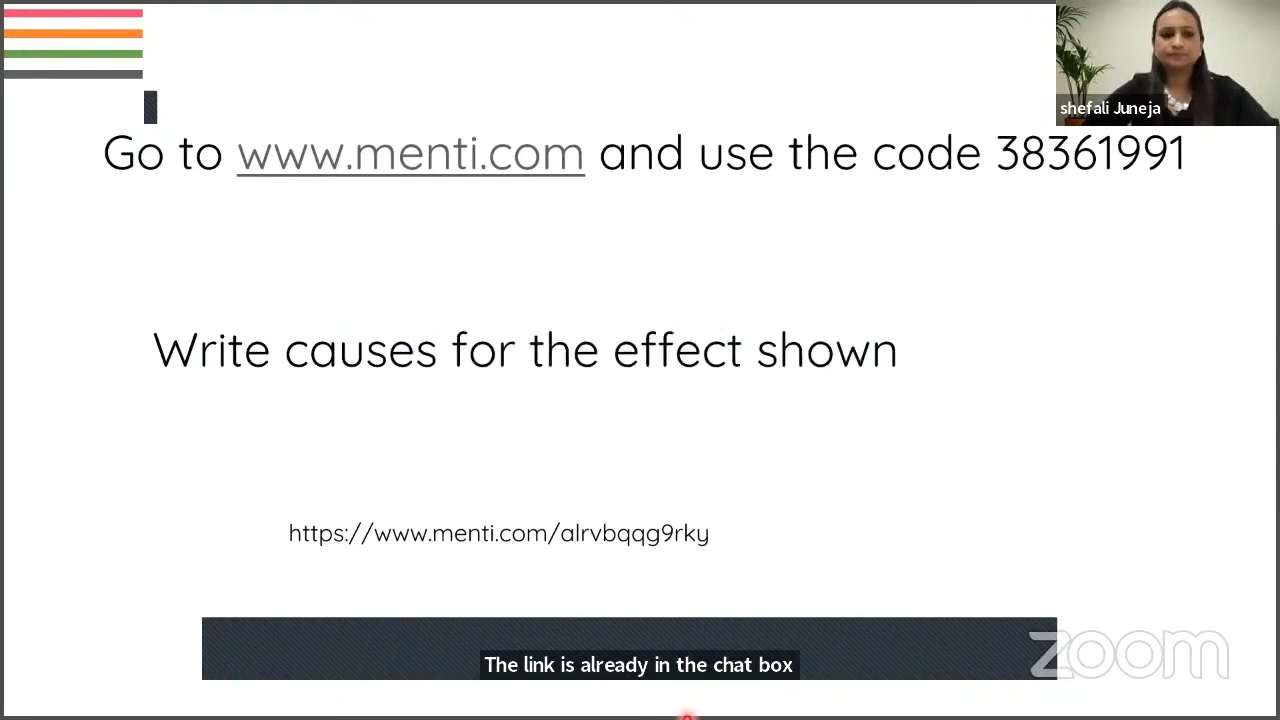 shefali Juneja
Go to www.menti.com and use the code 38361991
Write causes for the effect shown
https://www.menti.com/alrvbqqg9rky
The link is already in the chat box
zoom